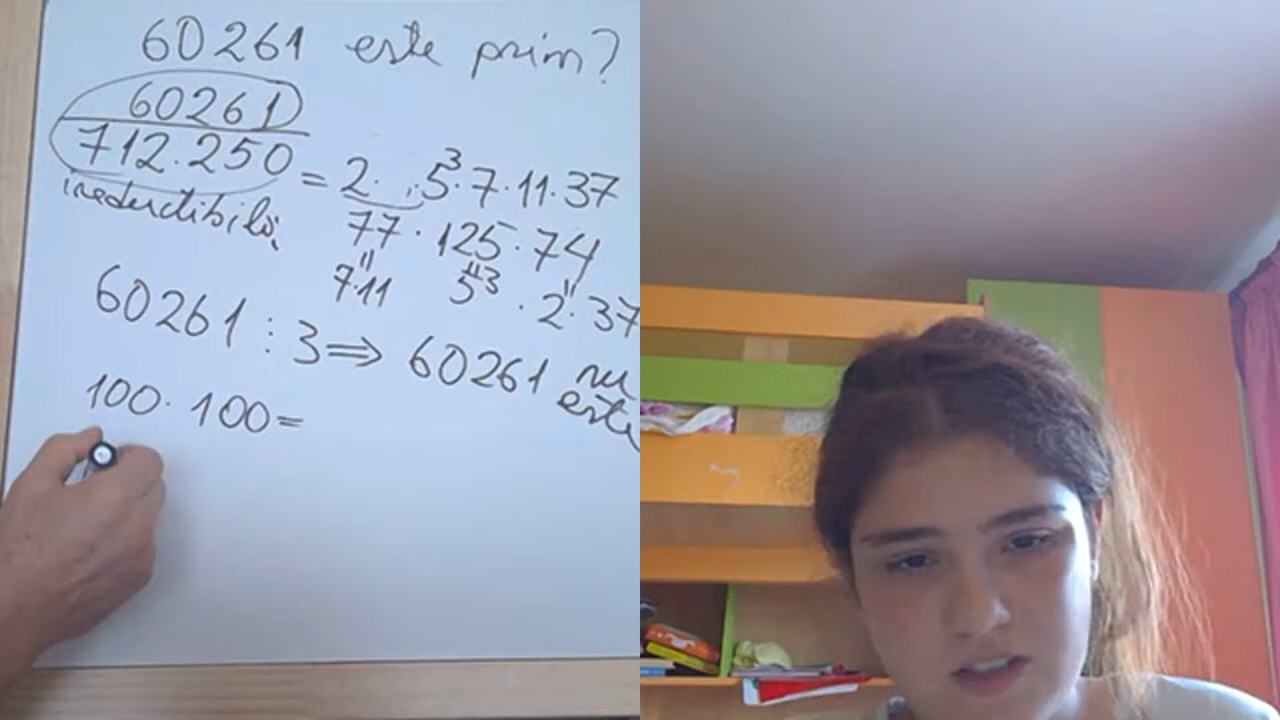 60261 este prim?
60261
712.250 = 2. .5³.7.11.37
ireductibilă
77.125.74
7.11 5³.2.37
60261 : 3 ⇒ 60261 nu este
100.100=